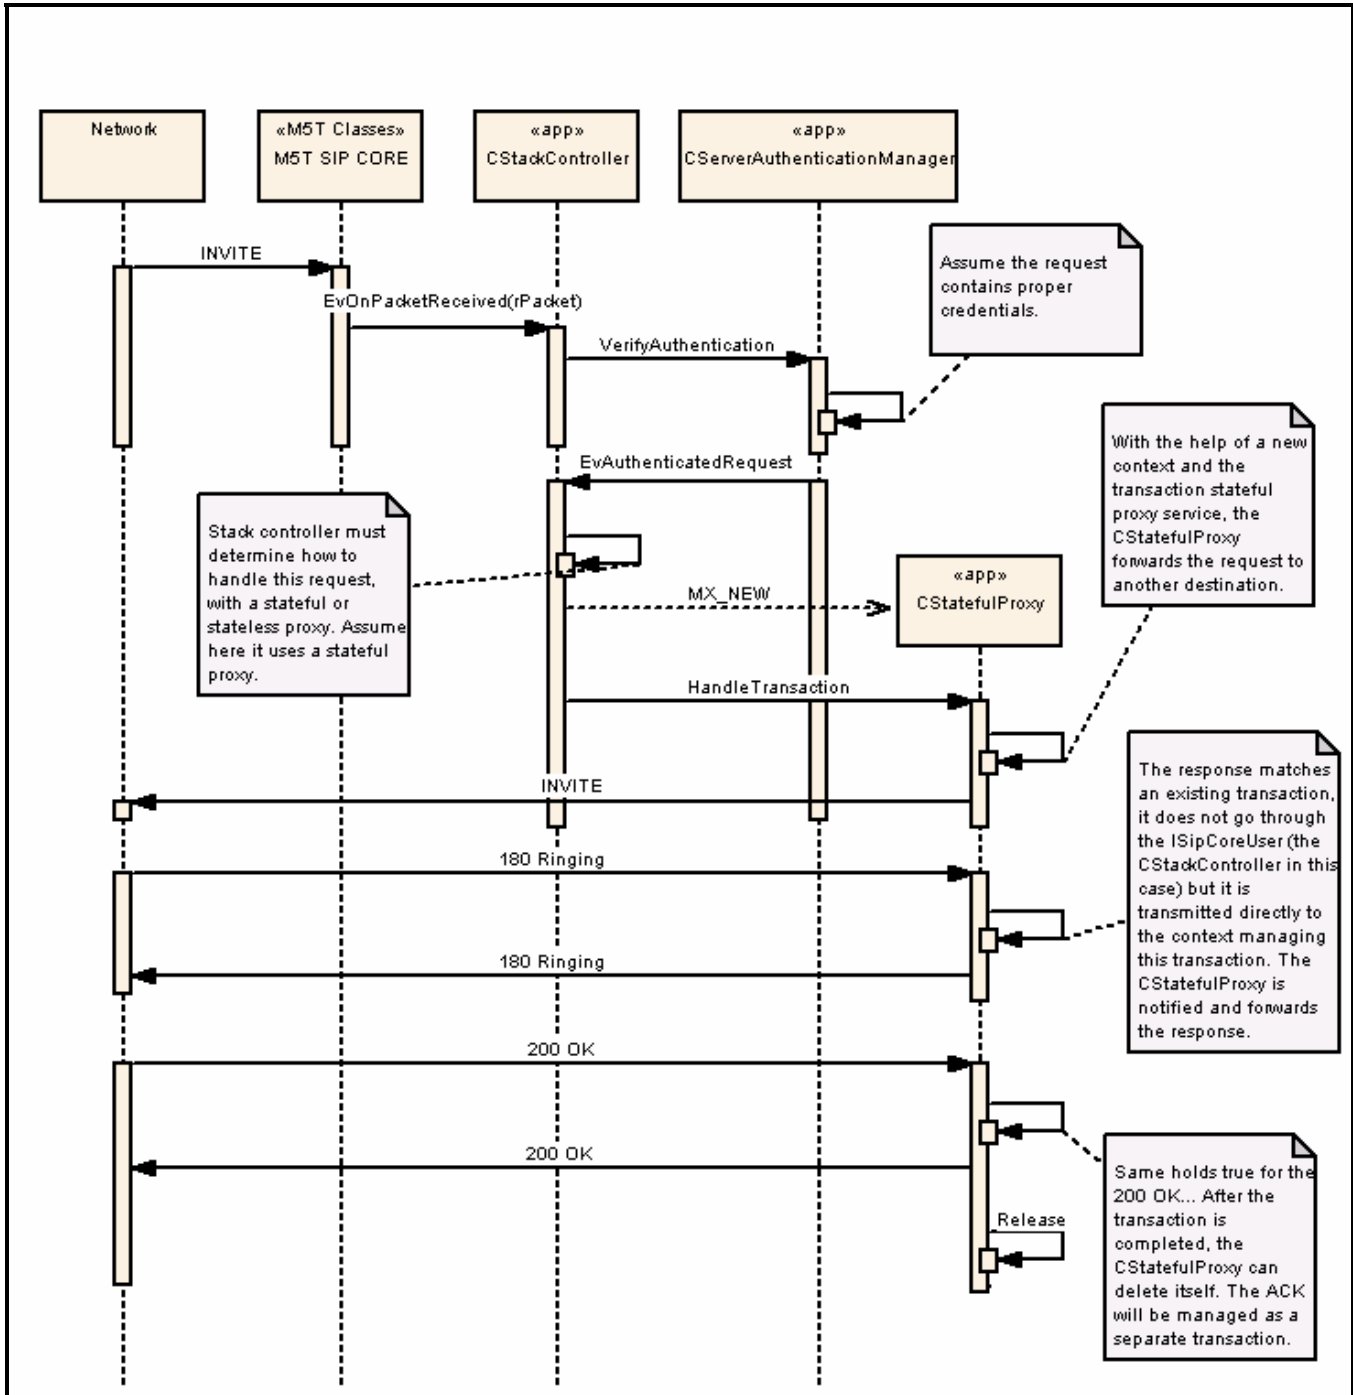 Network
«M5T Classes»
M5T SIP CORE
«app»
CStackController
«app»
CServerAuthenticationManager
INVITE
Assume the request
contains proper
credentials.
EvOnPacketReceived(rPacket)
VerifyAuthentication
With the help of a new
context and the
transaction stateful
proxy service, the
CStatefulProxy
forwards the request to
another destination.
EvAuthenticatedRequest
Stack controller must
determine how to
handle this request,
with a stateful or
stateless proxy. Assume
here it uses a stateful
proxy.
«app»
CStatefulProxy
MX_NEW
HandleTransaction
The response matches
an existing transaction,
it does not go through
the ISipCoreUser (the
CStackController in this
case) but it is
transmitted directly to
the context managing
this transaction. The
CStatefulProxy is
notified and forwards
the response.
INVITE
180 Ringing
180 Ringing
200 OK
200 OK
Same holds true for the
200 OK... After the
transaction is
completed, the
CStatefulProxy can
delete itself. The ACK
will be managed as a
separate transaction.
Release